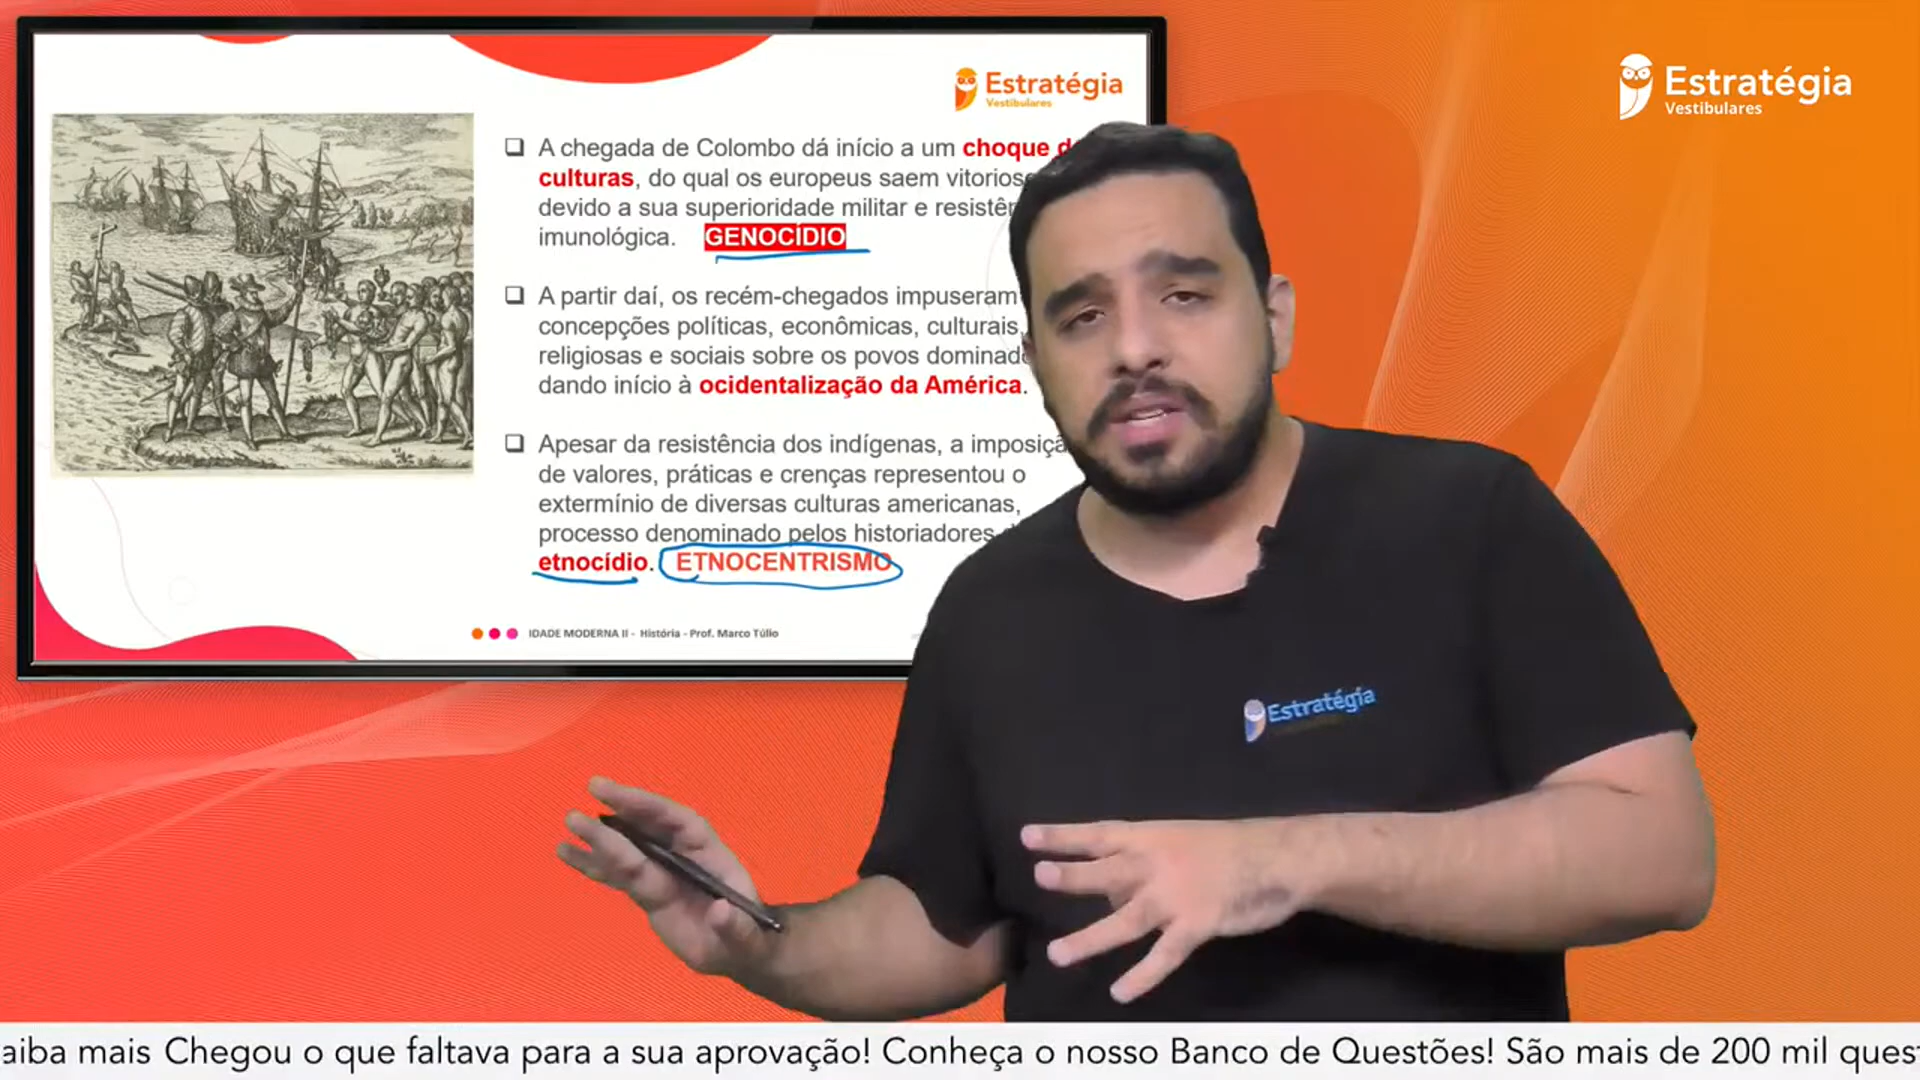 Estratégia
Vestibulares
Estratégia
Vestibulares
A chegada de Colombo dá início a um choque
culturas, do qual os europeus saem
devido a sua superioridade militar e
imunológica. GENOCÍDIO
A partir daí, os recém-chegados impuseram
concepções políticas, econômicas, culturais,
religiosas e sociais sobre os povos
dando início à ocidentalização da América.
Apesar da resistência dos indígenas, a
de valores, práticas e crenças representou o
extermínio de diversas culturas americanas,
processo denominado pelos historiadores
etnocídio. ETNOCENTRISMO
IDADE MODERNA II - História - Prof. Marco Túlio
Estratégia
aiba mais Chegou o que faltava para a sua aprovação! Conheça o nosso Banco de Questões! São mais de 200 mil ques